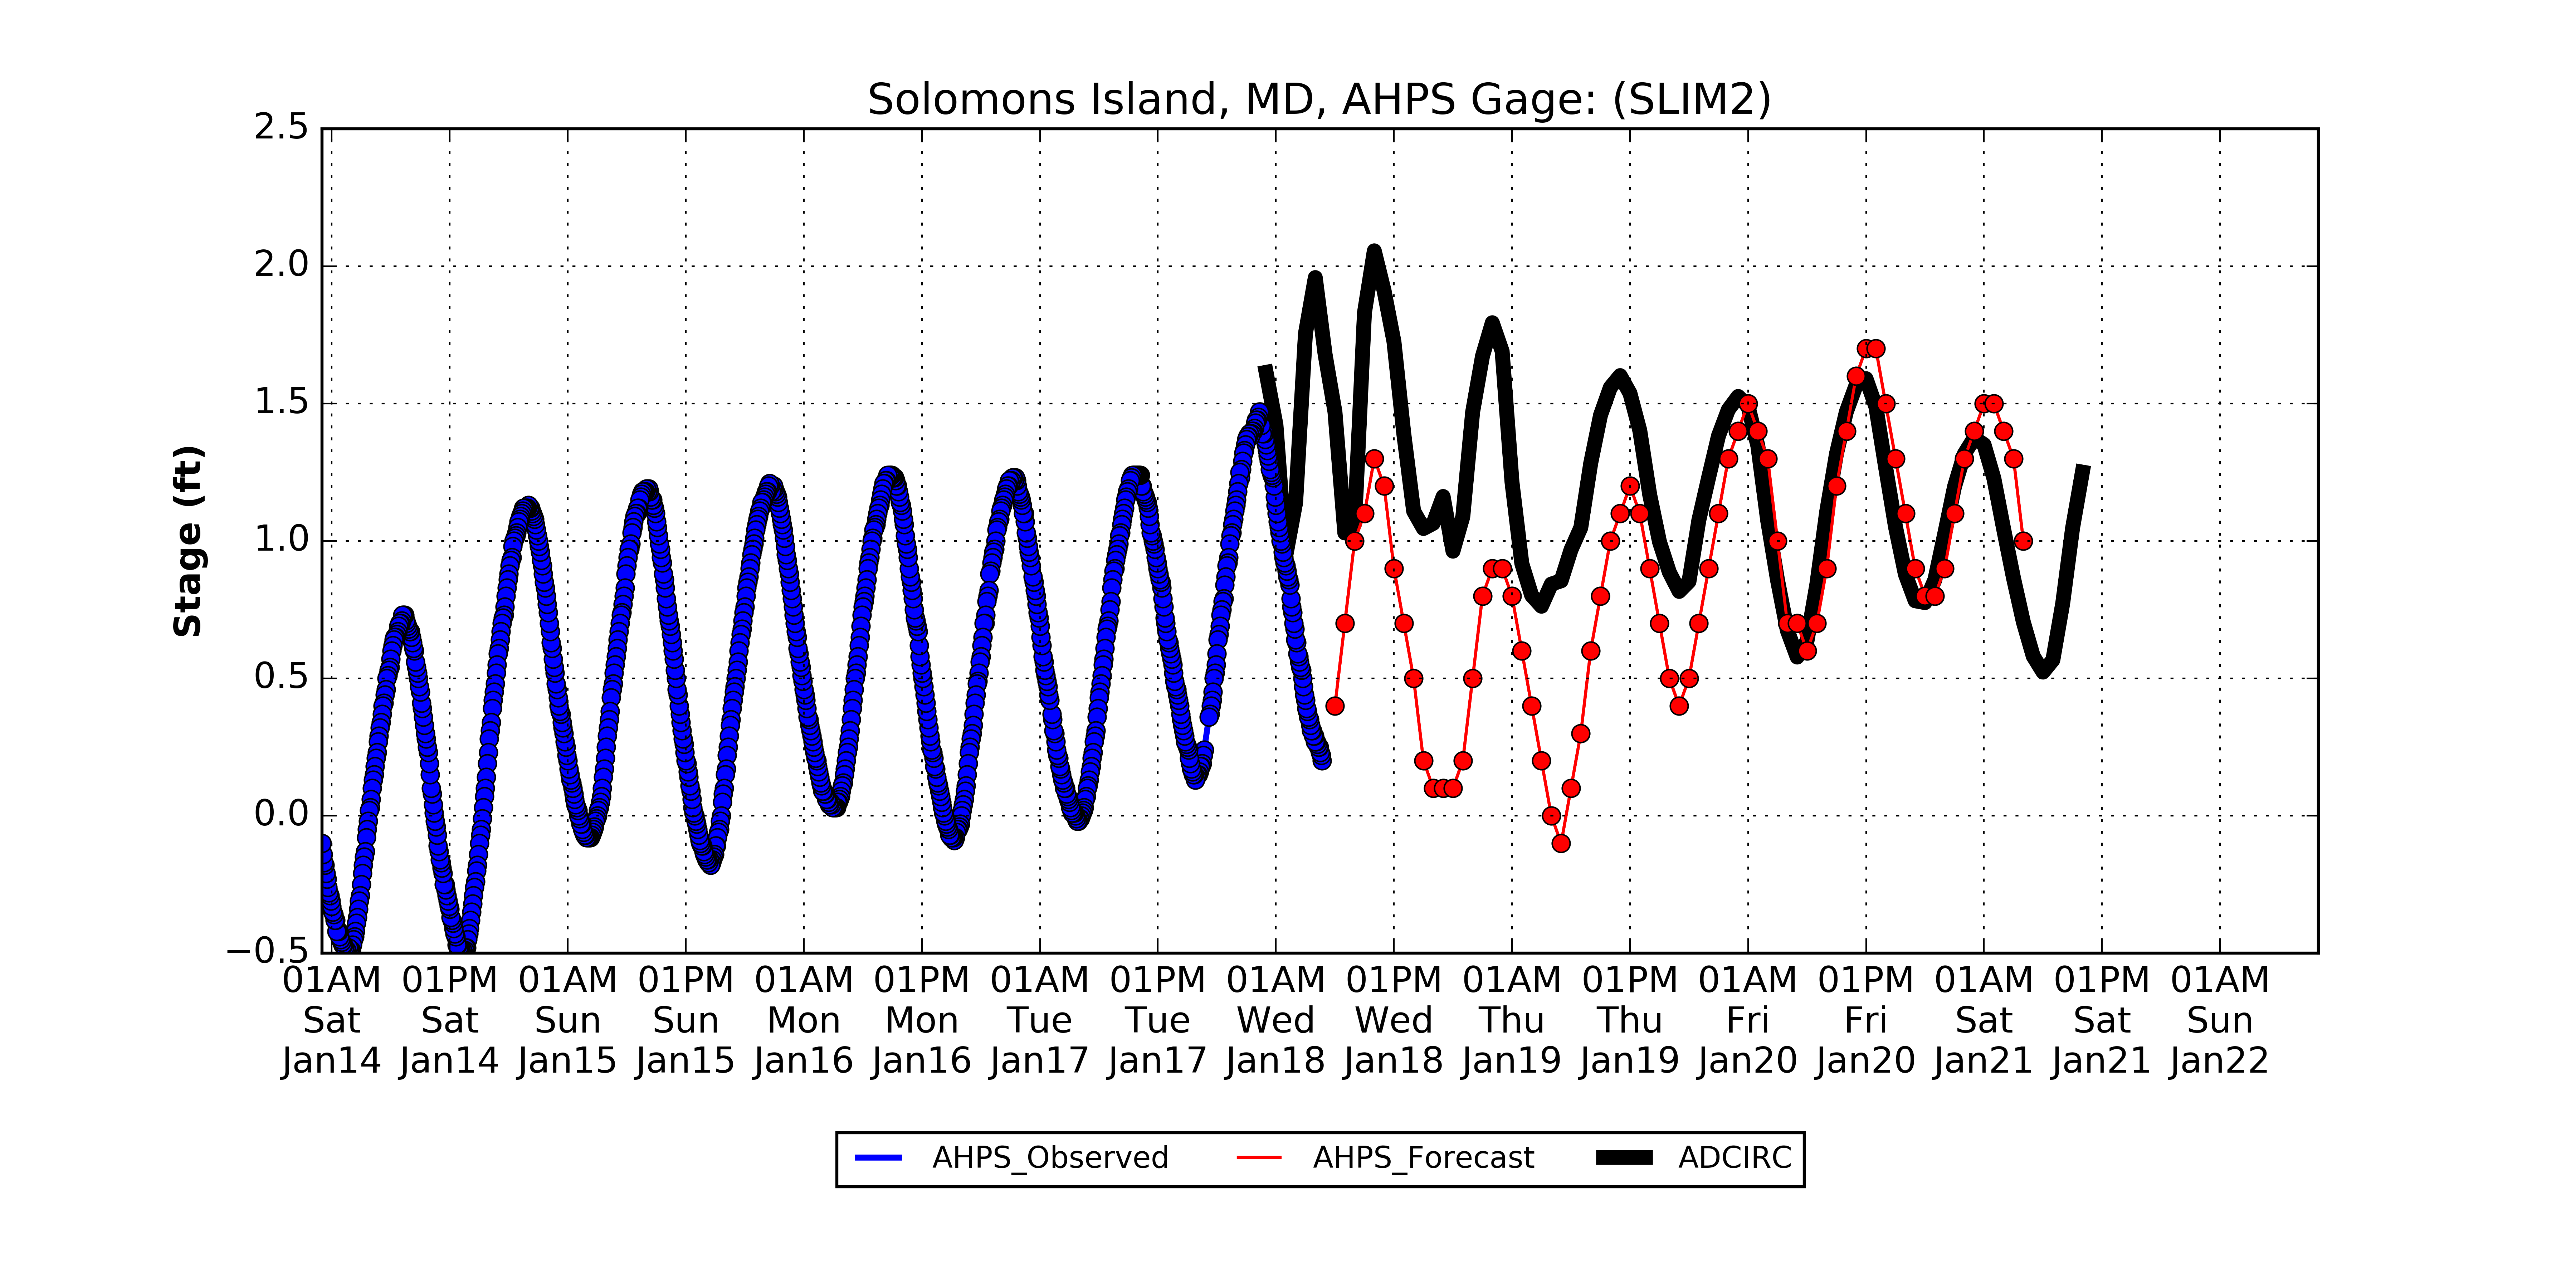 Solomons Island, MD, AHPS Gage: (SLIM2)
2.5
2.0
1.5
1.0
0.5
0.0
−0.5
Stage (ft)
01AM 01PM 01AM 01PM 01AM 01PM 01AM 01PM 01AM 01PM 01AM 01PM 01AM 01PM 01AM 01PM 01AM
Sat Sat Sun Sun Mon Mon Tue Tue Wed Wed Thu Thu Fri Fri Sat Sat Sun
Jan14 Jan14 Jan15 Jan15 Jan16 Jan16 Jan17 Jan17 Jan18 Jan18 Jan19 Jan19 Jan20 Jan20 Jan21 Jan21 Jan22
AHPS_Observed AHPS_Forecast ADCIRC